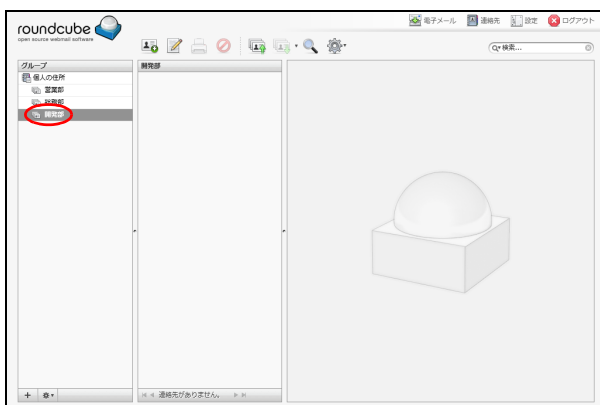 roundcube
open source webmail software
電子メール 連絡先 設定 ログアウト
検索...
グループ
個人の住所
営業部
総務部
開発部
開発部
連絡先がありません。